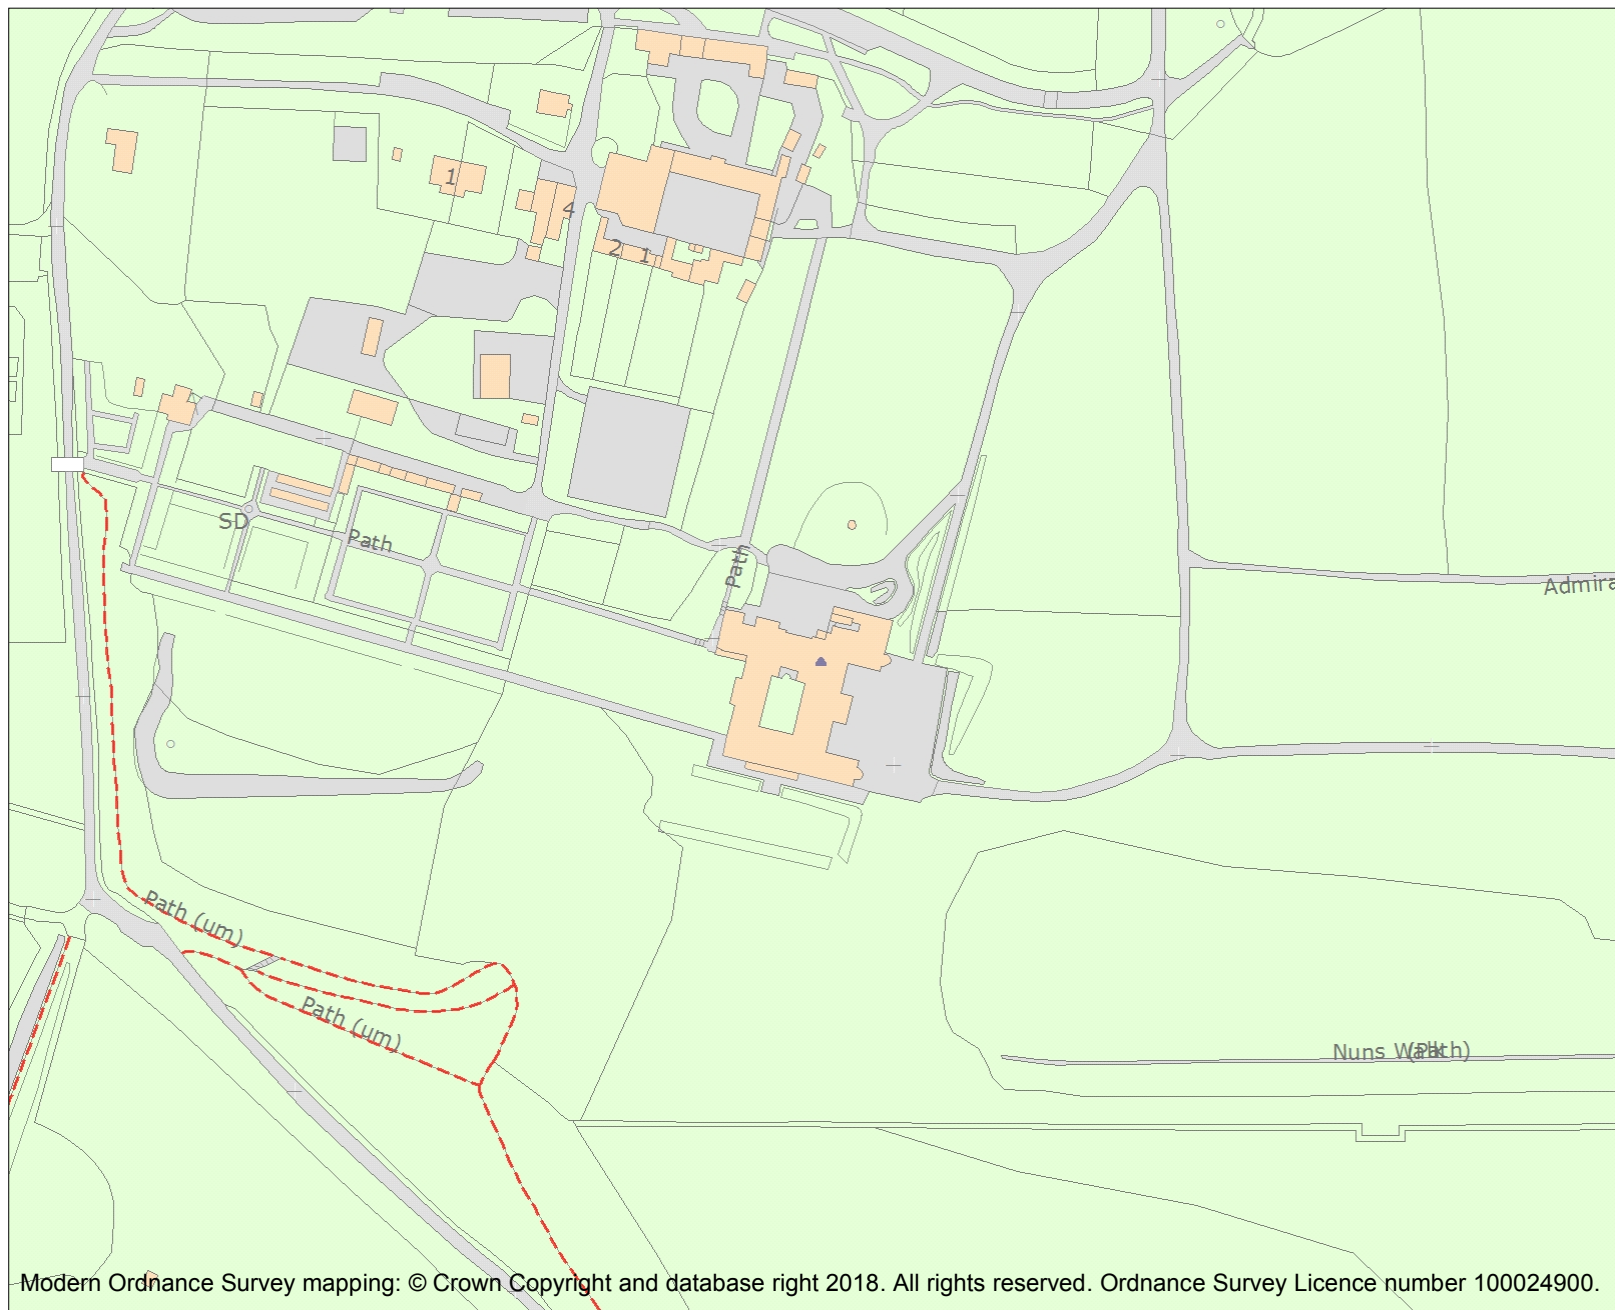 1
4
2
1
SD
Path
Path
Admira
Path (um)
Path (um)
Nuns Walk
(Path)
Modern Ordnance Survey mapping: © Crown Copyright and database right 2018. All rights reserved. Ordnance Survey Licence number 100024900.